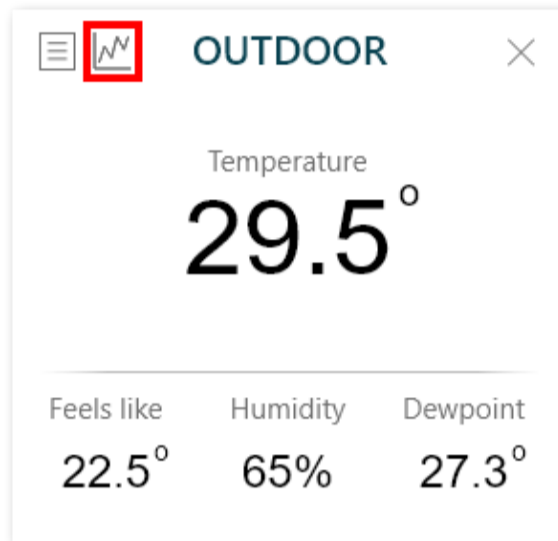 OUTDOOR
Temperature
29.5°
Feels like Humidity Dewpoint
22.5° 65% 27.3°